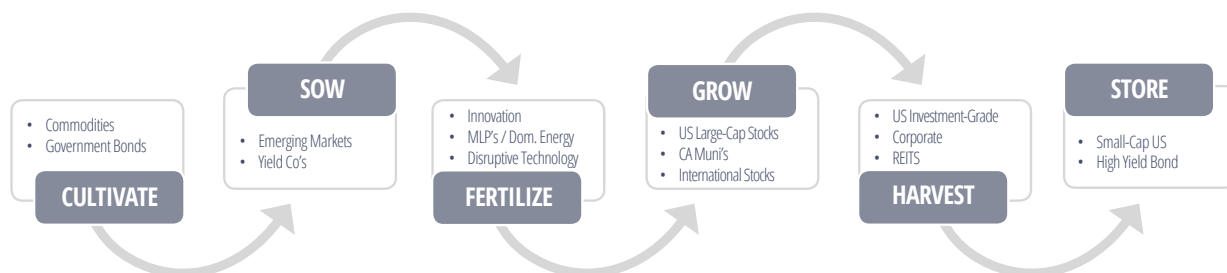 • Commodities
• Government Bonds
CULTIVATE
SOW
• Emerging Markets
• Yield Co's
• Innovation
• MLP's / Dom. Energy
• Disruptive Technology
FERTILIZE
GROW
• US Large-Cap Stocks
• CA Muni's
• International Stocks
• US Investment-Grade
• Corporate
• REITS
HARVEST
STORE
• Small-Cap US
• High Yield Bond